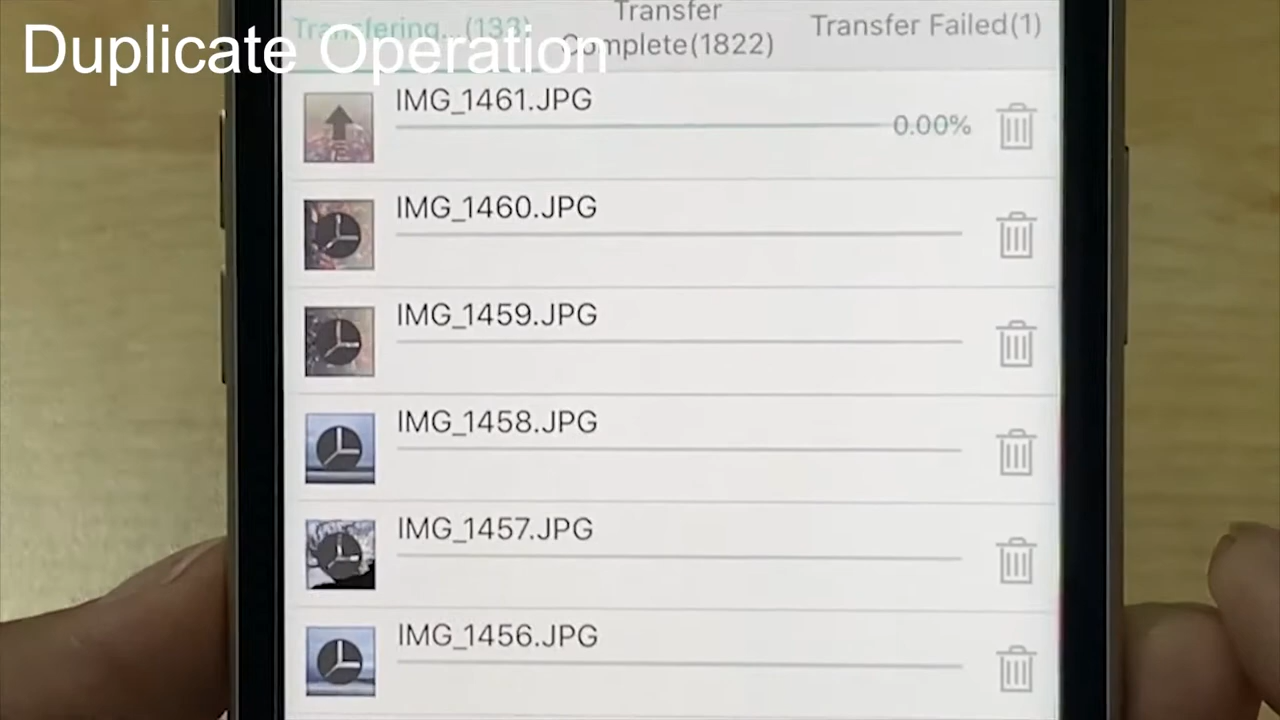 Duplicate Operation
Transferring...(133)
Transfer
Complete(1822)
Transfer Failed(1)
IMG_1461.JPG
0.00%
IMG_1460.JPG
IMG_1459.JPG
IMG_1458.JPG
IMG_1457.JPG
IMG_1456.JPG